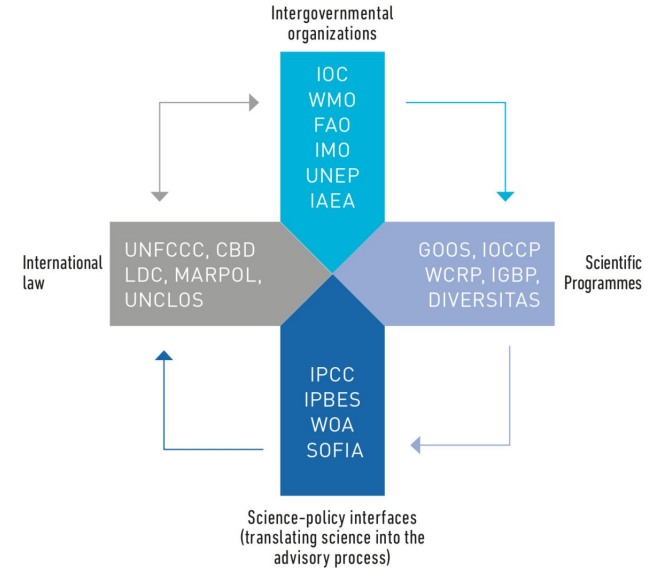 Intergovernmental
organizations
IOC
WMO
FAO
IMO
UNEP
IAEA
International
law
UNFCCC, CBD
LDC, MARPOL,
UNCLOS
GOOS, IOCCP
WCRP, IGBP,
DIVERSITAS
Scientific
Programmes
IPCC
IPBES
WOA
SOFIA
Science-policy interfaces
(translating science into the
advisory process)